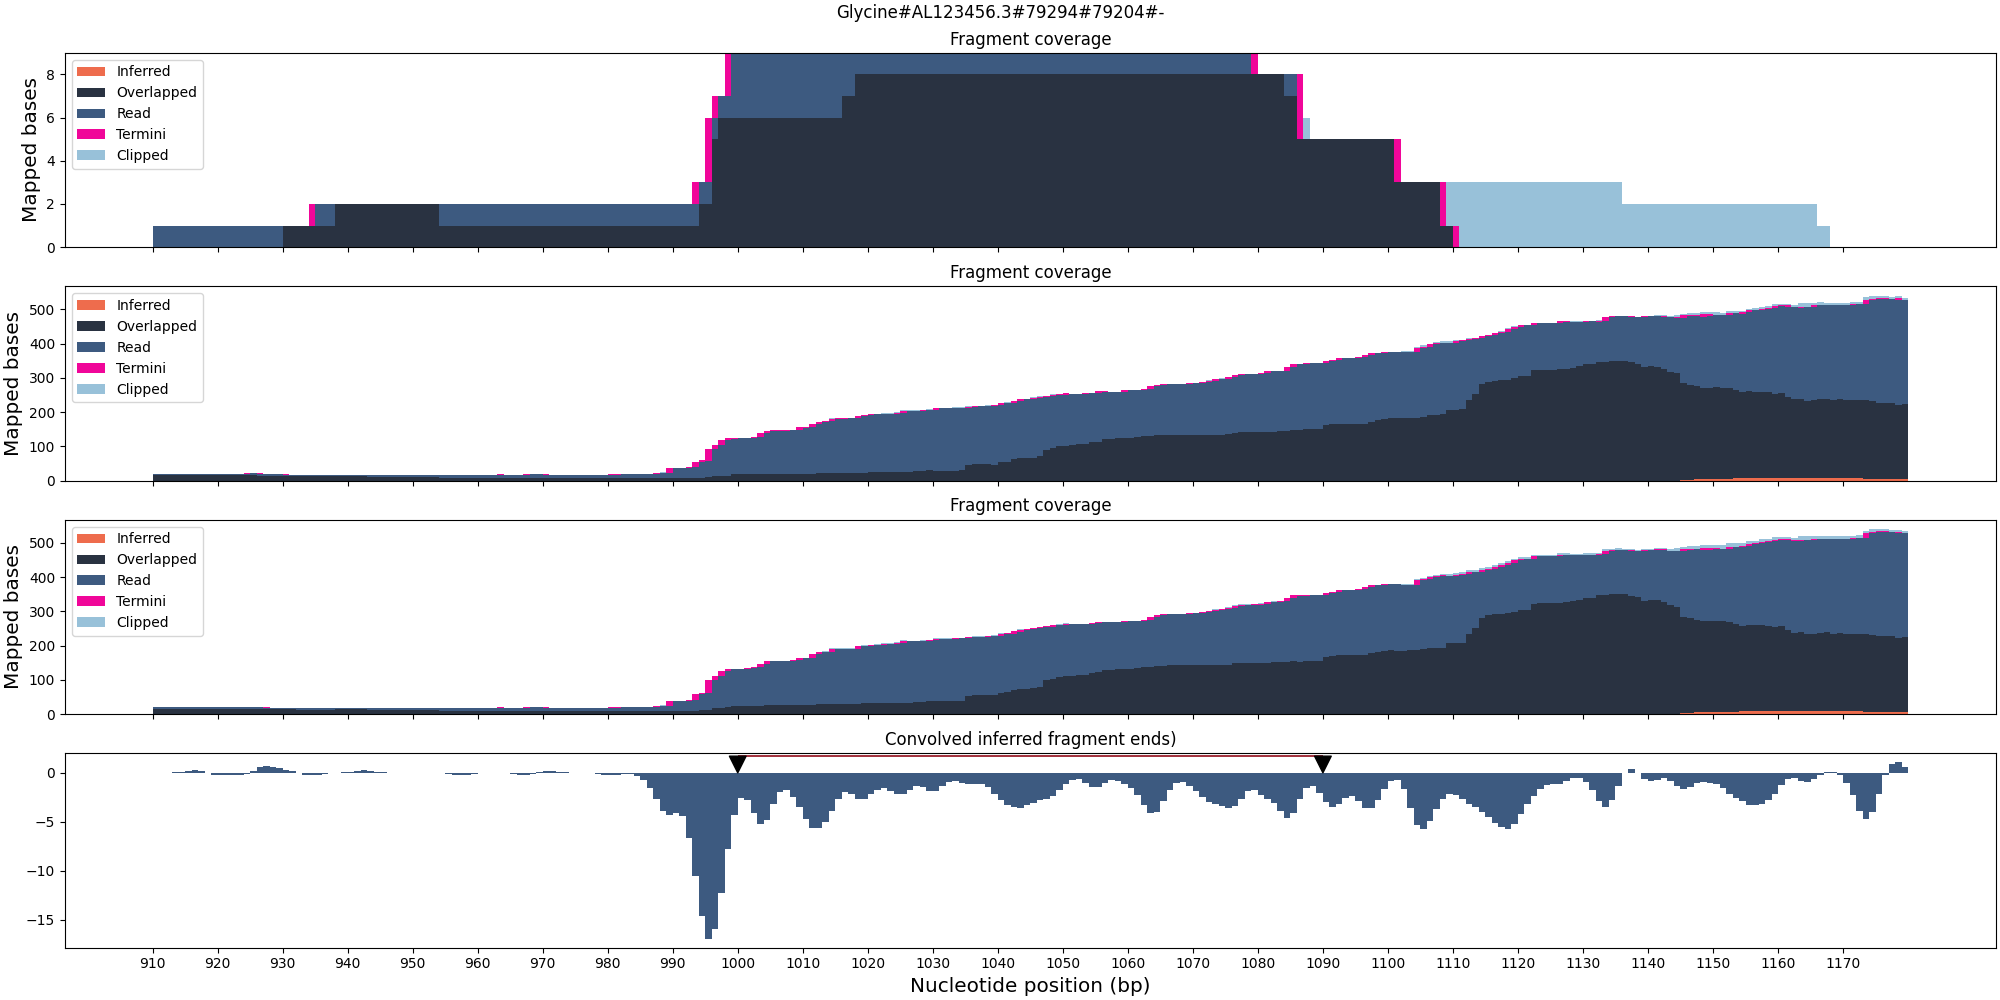 Glycine#AL123456.3#79294#79204#-
Fragment coverage
Mapped bases
8
6
4
2
0
Inferred
Overlapped
Read
Termini
Clipped
Fragment coverage
Mapped bases
500
400
300
200
100
0
Inferred
Overlapped
Read
Termini
Clipped
Fragment coverage
Mapped bases
500
400
300
200
100
0
Inferred
Overlapped
Read
Termini
Clipped
Convolved inferred fragment ends)
0
−5
−10
−15
910 920 930 940 950 960 970 980 990 1000 1010 1020 1030 1040 1050 1060 1070 1080 1090 1100 1110 1120 1130 1140 1150 1160 1170
Nucleotide position (bp)